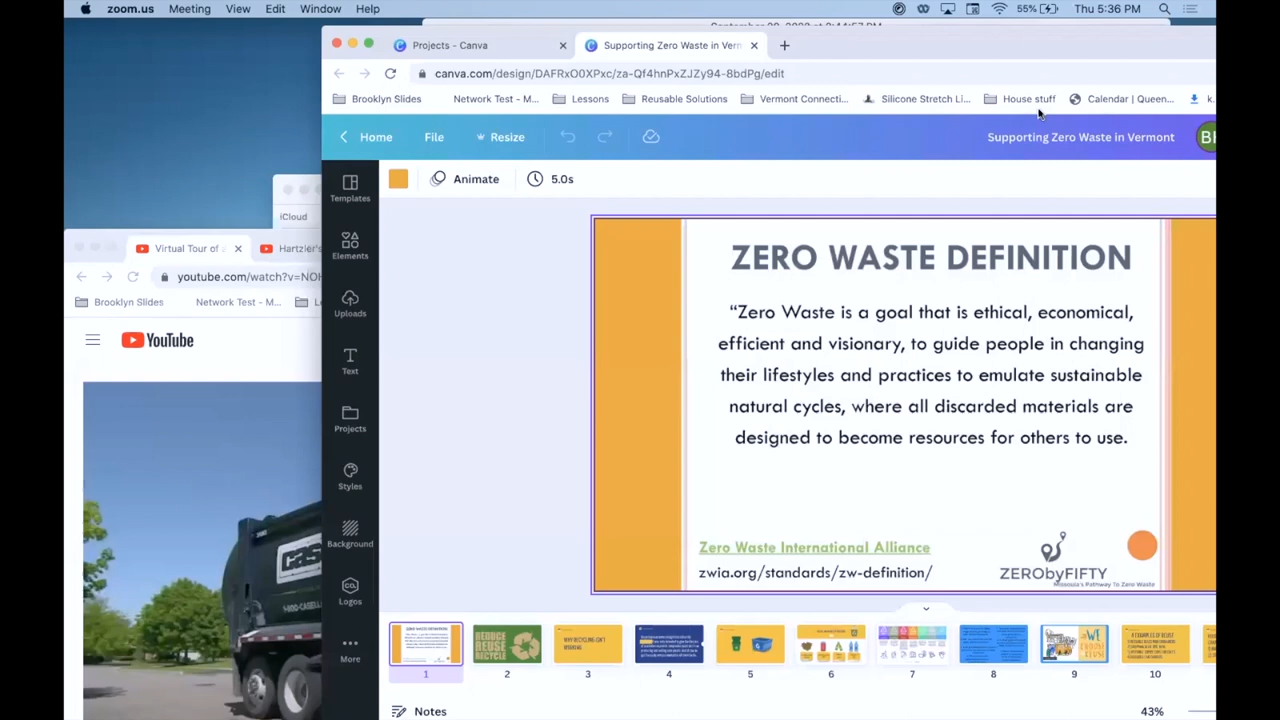 zoom.us Meeting View Edit Window Help 55% Thu 5:36 PM
Projects - Canva Supporting Zero Waste in Verm
canva.com/design/DAFRxO0XPxc/za-Qf4hnPxZJZy94-8bdPg/edit
Brooklyn Slides Network Test - M... Lessons Reusable Solutions Vermont Connecti... Silicone Stretch Li... House stuff Calendar | Queen... k.
Home File Resize Supporting Zero Waste in Vermont
Animate 5.0s
Templates
Elements
Uploads
Text
Projects
Styles
Background
Logos
More
iCloud
Virtual Tour of Hartzler's
youtube.com/watch?v=NOH
Brooklyn Slides Network Test - M...
YouTube
ZERO WASTE DEFINITION
“Zero Waste is a goal that is ethical, economical,
efficient and visionary, to guide people in changing
their lifestyles and practices to emulate sustainable
natural cycles, where all discarded materials are
designed to become resources for others to use.
Zero Waste International Alliance
zwia.org/standards/zw-definition/
ZERObyFIFTY
Missoula's Pathway To Zero Waste
1 2 3 4 5 6 7 8 9 10
Notes 43%